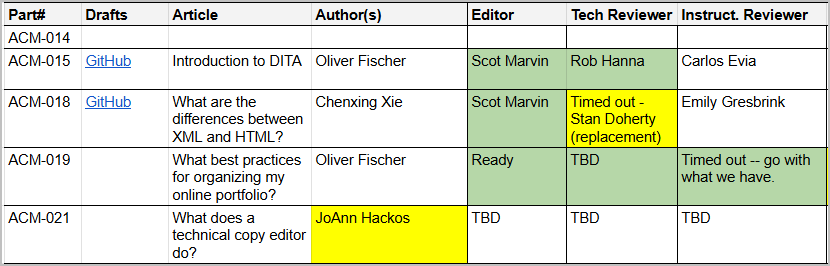 Part# Drafts Article Author(s) Editor Tech Reviewer Instruct. Reviewer
ACM-014
ACM-015 GitHub Introduction to DITA Oliver Fischer Scot Marvin Rob Hanna Carlos Evia
ACM-018 GitHub What are the Chenxing Xie Scot Marvin Timed out - Emily Gresbrink
differences between Stan Doherty
XML and HTML? (replacement)
ACM-019 What best practices Oliver Fischer Ready TBD Timed out -- go with
for organizing my what we have.
online portfolio?
ACM-021 What does a JoAnn Hackos TBD TBD TBD
technical copy editor
do?